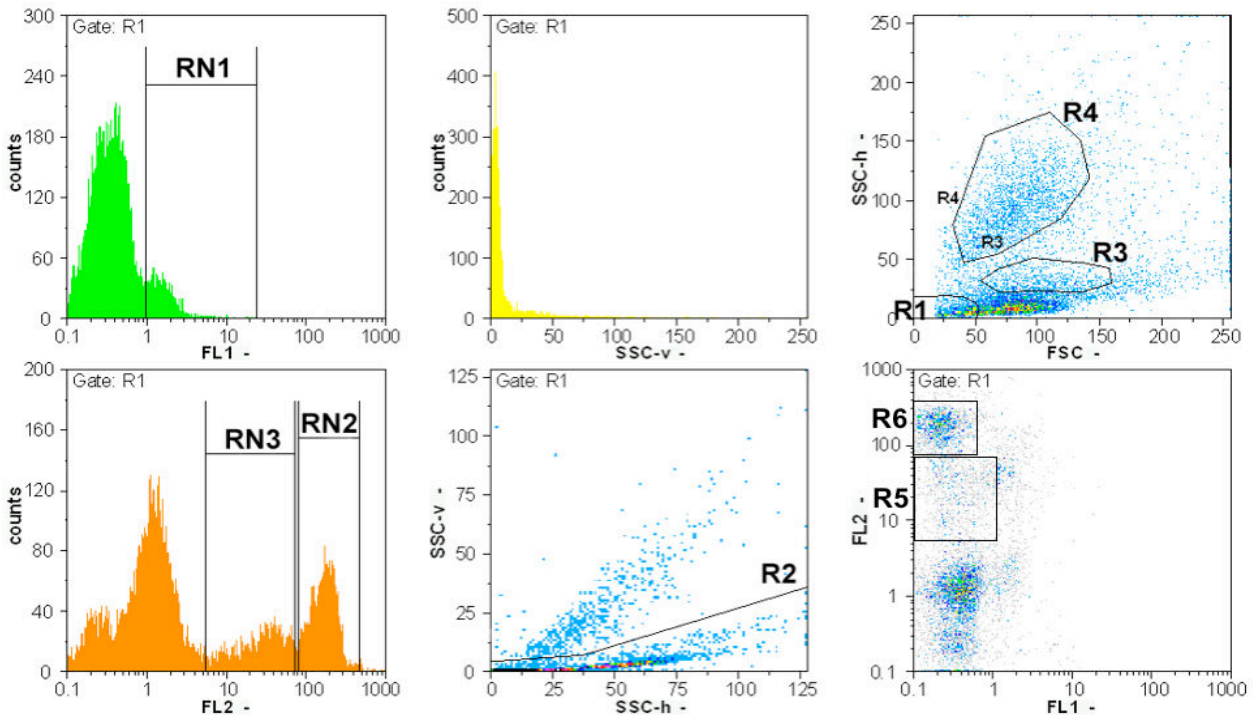 300
240
180
120
60
0
counts
Gate: R1
RN1
0.1
1
10
100
1000
FL1 -
500
400
300
200
100
0
counts
Gate: R1
0
50
100
150
200
250
SSC-v -
250
200
150
100
50
0
SSC-h -
R4
R4
R3
R3
R1
0
50
100
150
200
250
FSC -
200
160
120
80
40
0
counts
Gate: R1
RN3
RN2
0.1
1
10
100
1000
FL2 -
125
100
75
50
25
0
SSC-v -
Gate: R1
R2
0
25
50
75
100
125
SSC-h -
1000
100
10
1
0.1
FL2 -
Gate: R1
R6
R5
0.1
1
10
100
1000
FL1 -